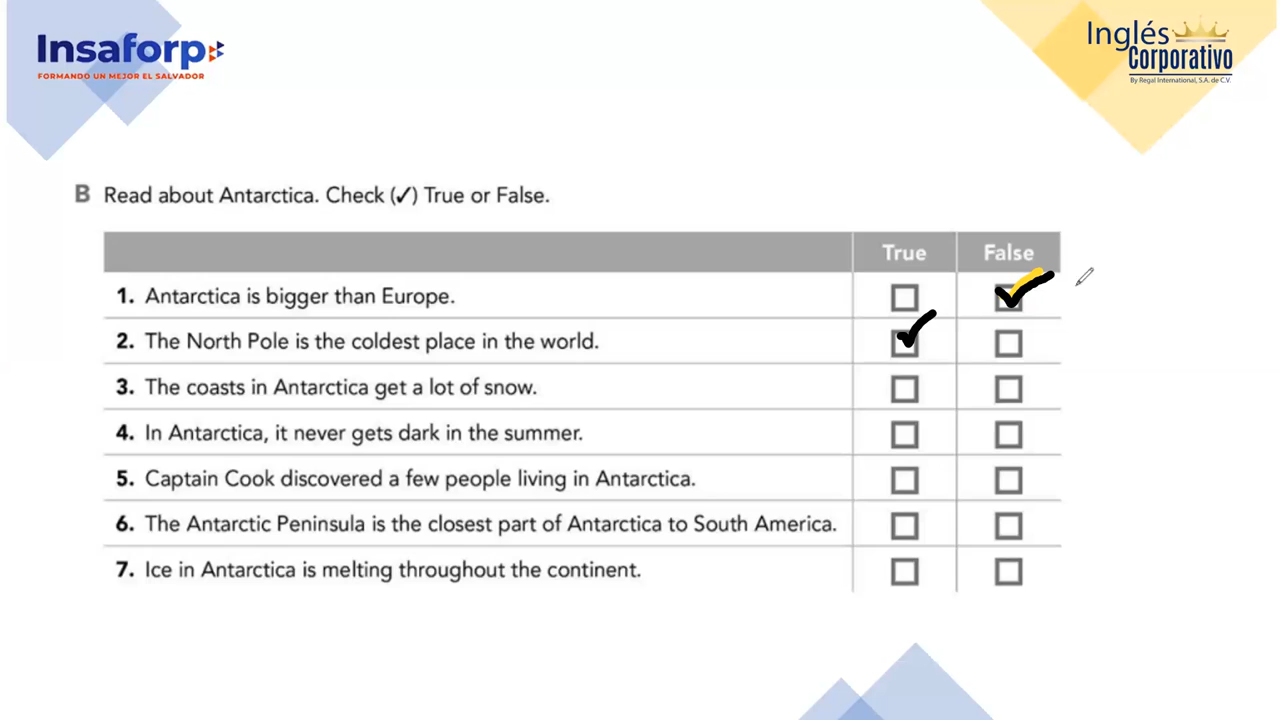 Insaforp
FORMANDO UN MEJOR EL SALVADOR
Inglés
Corporativo
By Regal International, S.A. de C.V.
B Read about Antarctica. Check (✓) True or False.
True False
1. Antarctica is bigger than Europe.
2. The North Pole is the coldest place in the world.
3. The coasts in Antarctica get a lot of snow.
4. In Antarctica, it never gets dark in the summer.
5. Captain Cook discovered a few people living in Antarctica.
6. The Antarctic Peninsula is the closest part of Antarctica to South America.
7. Ice in Antarctica is melting throughout the continent.